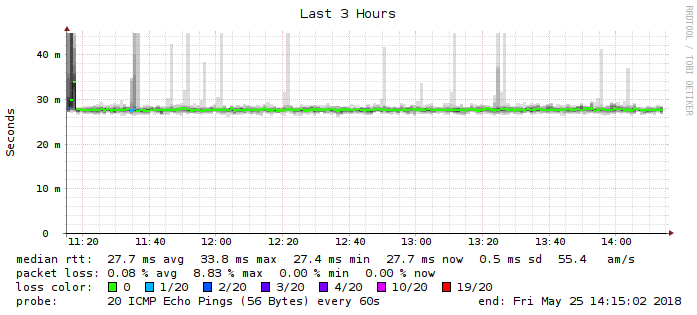 Last 3 Hours
RRDTOOL / TOBI OETIKER
Seconds
40 m
30 m
20 m
10 m
0
11:20 11:40 12:00 12:20 12:40 13:00 13:20 13:40 14:00
median rtt: 27.7 ms avg 33.8 ms max 27.4 ms min 27.7 ms now 0.5 ms sd 55.4 am/s
packet loss: 0.08 % avg 8.83 % max 0.00 % min 0.00 % now
loss color: 0 1/20 2/20 3/20 4/20 10/20 19/20
probe: 20 ICMP Echo Pings (56 Bytes) every 60s end: Fri May 25 14:15:02 2018